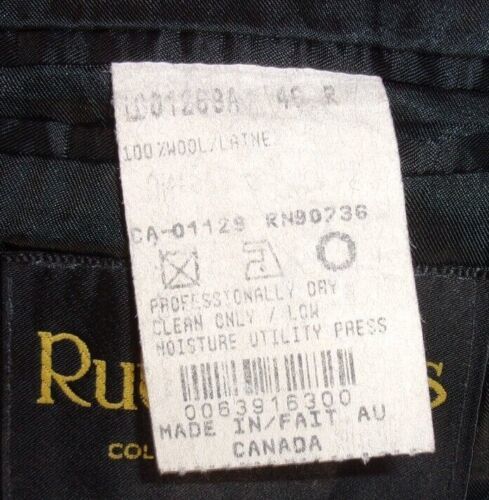 46 R
100%WOOL/LAINE
CA-01129 RN90736
PROFESSIONALLY DRY
CLEAN ONLY / LOW
MOISTURE UTILITY PRESS
0063916300
MADE IN/FAIT AU
CANADA